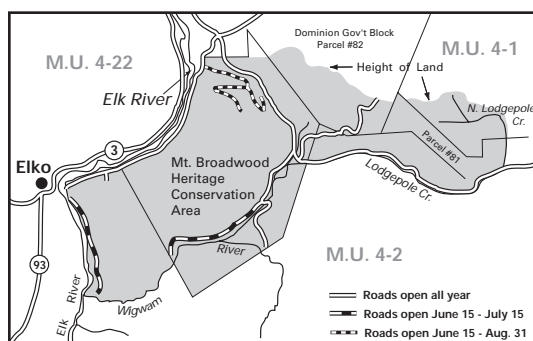 Dominion Gov't Block
Parcel #82
M.U. 4-1
M.U. 4-22
Height of Land
Elk River
N. Lodgepole
Cr.
Parcel #81
3
Elko
Mt. Broadwood
Heritage
Conservation
Area
Lodgepole Cr.
M.U. 4-2
River
93
Elk River
Wigwam
Roads open all year
Roads open June 15 - July 15
Roads open June 15 - Aug. 31